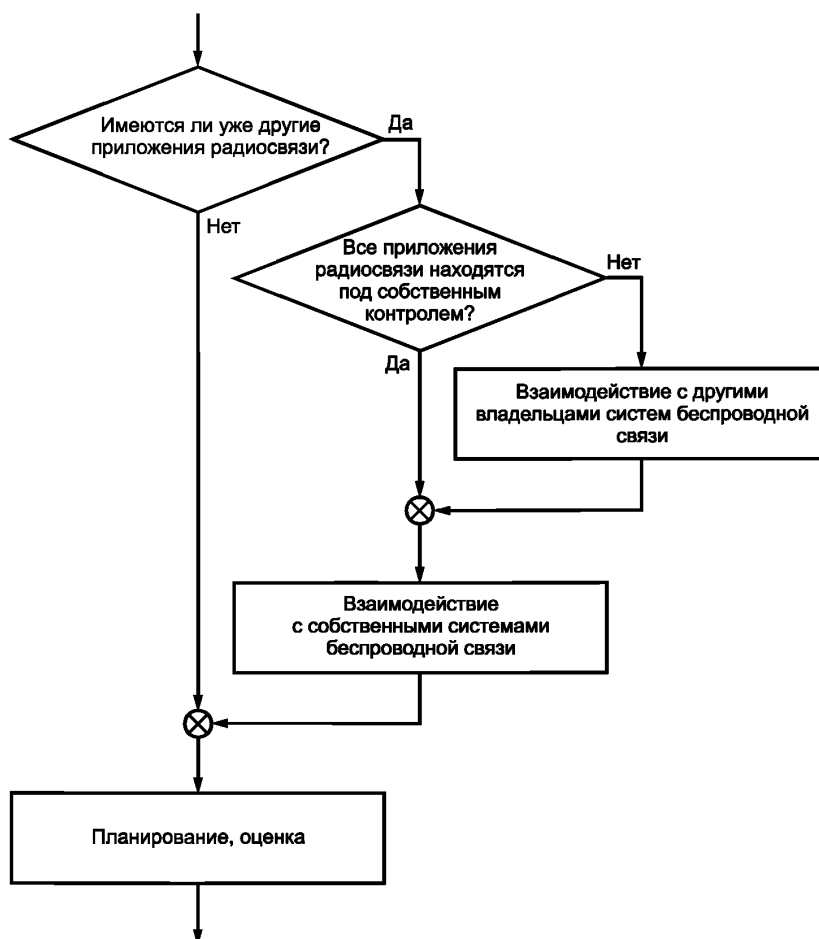 Имеются ли уже другие
приложения радиосвязи?
Да
Нет
Все приложения
радиосвязи находятся
под собственным
контролем?
Нет
Да
Взаимодействие с другими
владельцами систем беспроводной
связи
Взаимодействие
с собственными системами
беспроводной связи
Планирование, оценка